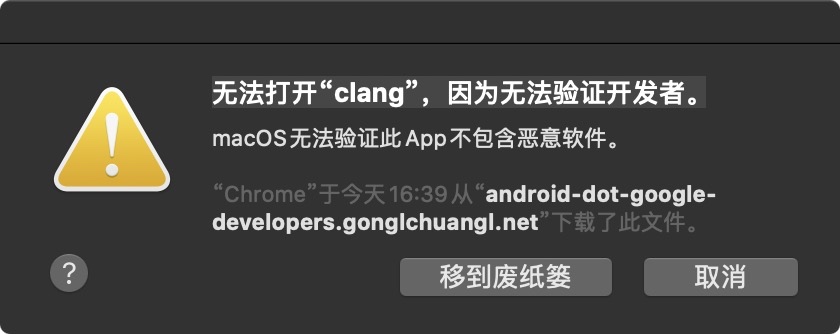 无法打开“clang”，因为无法验证开发者。
macOS无法验证此App不包含恶意软件。
“Chrome”于今天16:39从“android-dot-google-
developers.gonglchuangl.net”下载了此文件。
?
移到废纸篓
取消